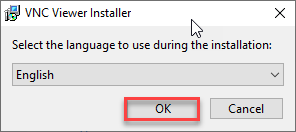 VNC Viewer Installer
Select the language to use during the installation:
English
OK Cancel